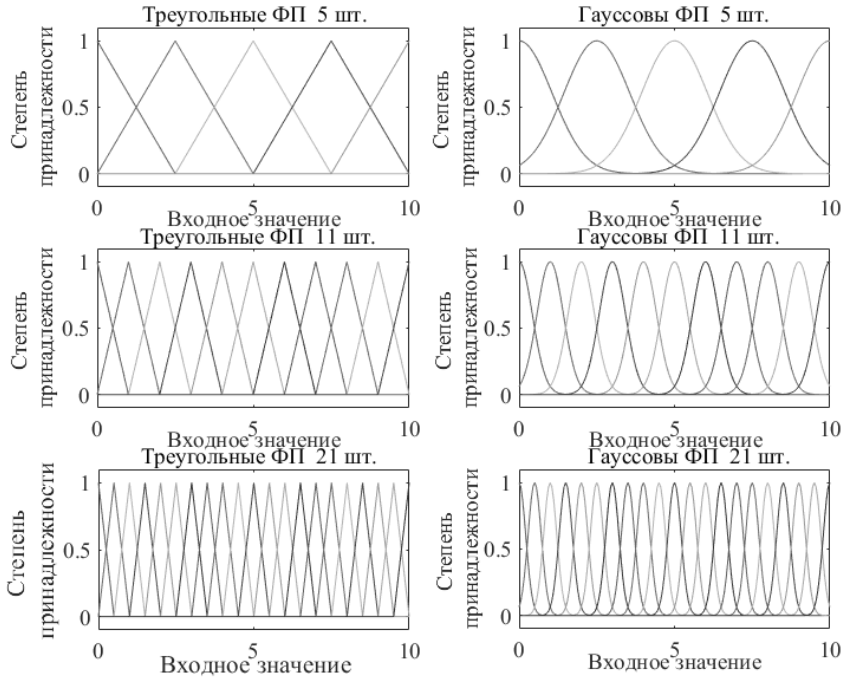 Треугольные ФП 5 шт.
1
0.5
0
Степень
принадлежности
0
5
10
Входное значение
Гауссовы ФП 5 шт.
1
0.5
0
Степень
принадлежности
0
5
10
Входное значение
Треугольные ФП 11 шт.
1
0.5
0
Степень
принадлежности
0
5
10
Входное значение
Гауссовы ФП 11 шт.
1
0.5
0
Степень
принадлежности
0
5
10
Входное значение
Треугольные ФП 21 шт.
1
0.5
0
Степень
принадлежности
0
5
10
Входное значение
Гауссовы ФП 21 шт.
1
0.5
0
Степень
принадлежности
0
5
10
Входное значение